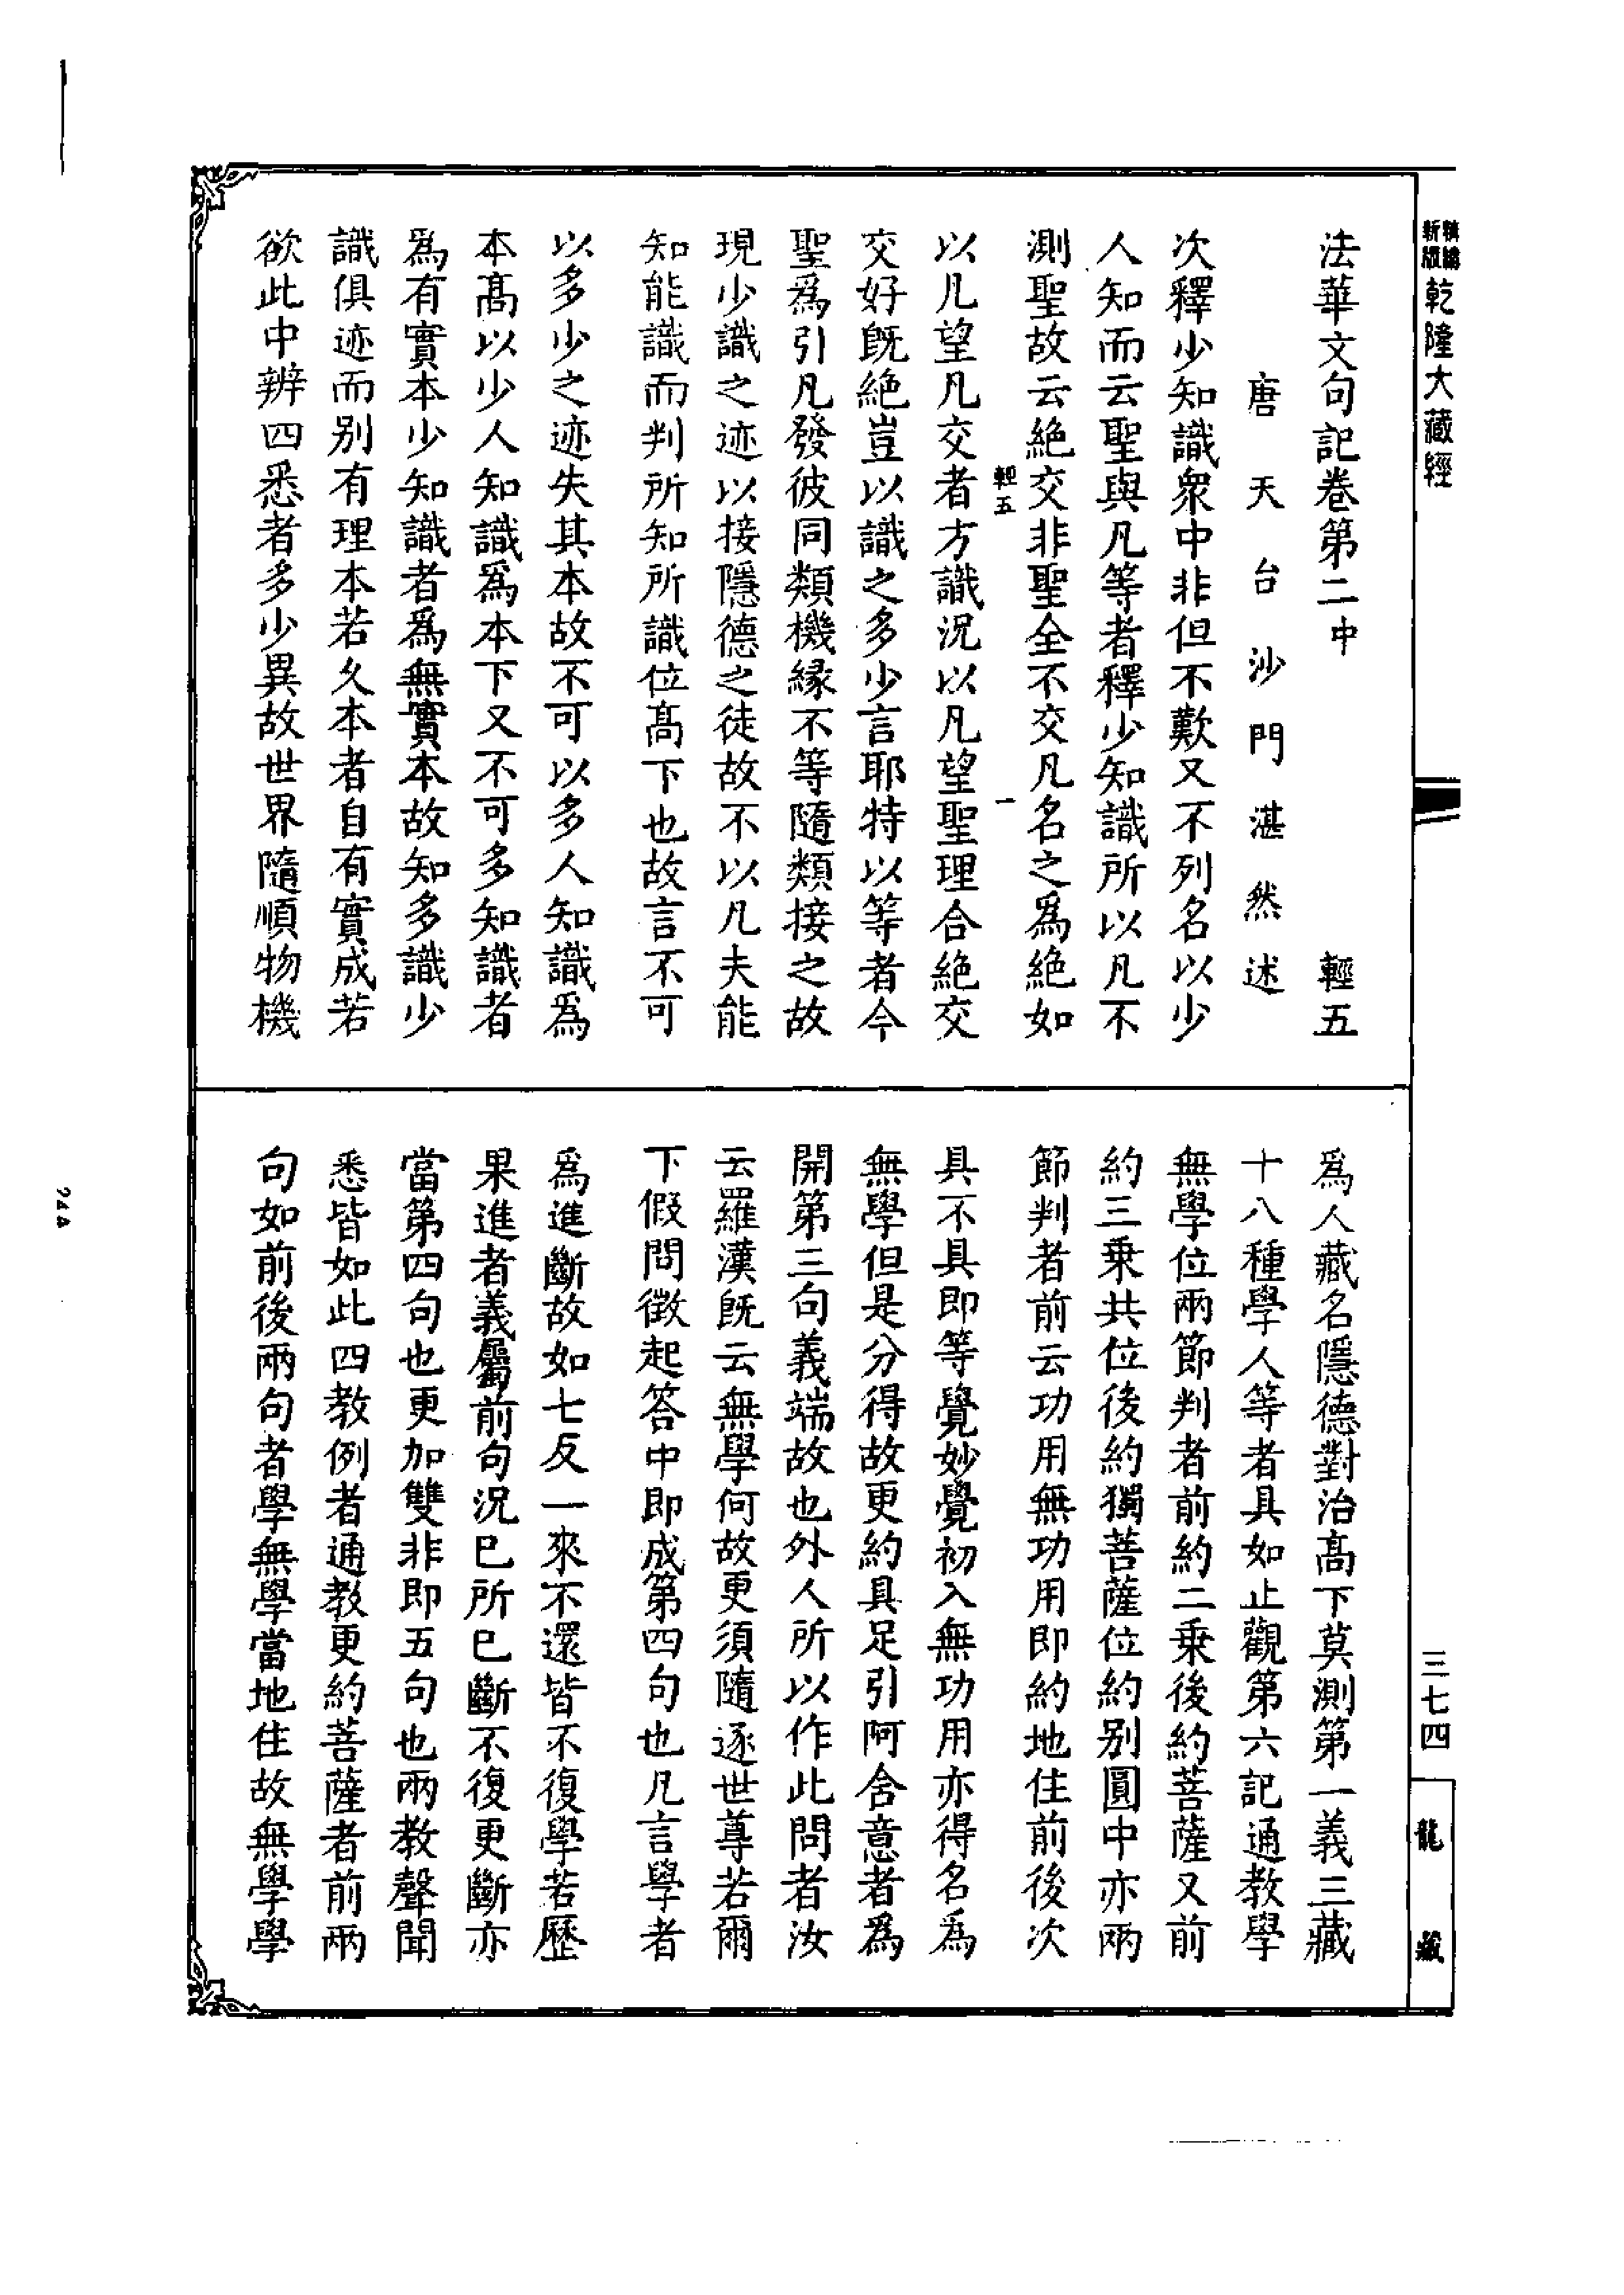 新版
乾隆大藏經
法華文句記卷第二中 輕五
唐天台沙門湛然述
次釋少知識衆中非但不歎又不列名以少
人知而云聖與凡等者釋少知識所以凡不
測聖故云絶交非聖全不交凡名之爲絶如
輕五 一
以凡望凡交者方識況以凡望聖理合絶交
交好旣絶豈以識之多少言耶特以等者今
聖爲引凡發彼同類機緣不等隨類接之故
現少識之迹以接隱德之徒故不以凡夫能
知能識而判所知所識位髙下也故言不可
以多少之迹失其本故不可以多人知識爲
本髙以少人知識爲本下又不可多知識者
爲有實本少知識者爲無實本故知多識少
識俱迹而别有理本若久本者自有實成若
欲此中辨四悉者多少異故世界隨順物機
爲人藏名隱德對治髙下莫測第一義三藏
十八種學人等者具如止觀第六記通教學
無學位兩節判者前約二乗後約菩薩又前
約三乗共位後約獨菩薩位約别圓中亦兩
節判者前云功用無功用即約地住前後次
具不具即等覺妙覺初入無功用亦得名爲
無學但是分得故更約具足引阿含意者爲
開第三句義端故也外人所以作此問者汝
云羅漢旣云無學何故更須隨逐世尊若爾
下假問徵起答中即成第四句也凡言學者
爲進斷故如七反一來不還皆不復學若歷
果進者義屬前句況已所已斷不復更斷亦
當第四句也更加雙非即五句也兩教聲聞
悉皆如此四教例者通教更約菩薩者前兩
句如前後兩句者學無學當地住故無學學
三七四
龍藏